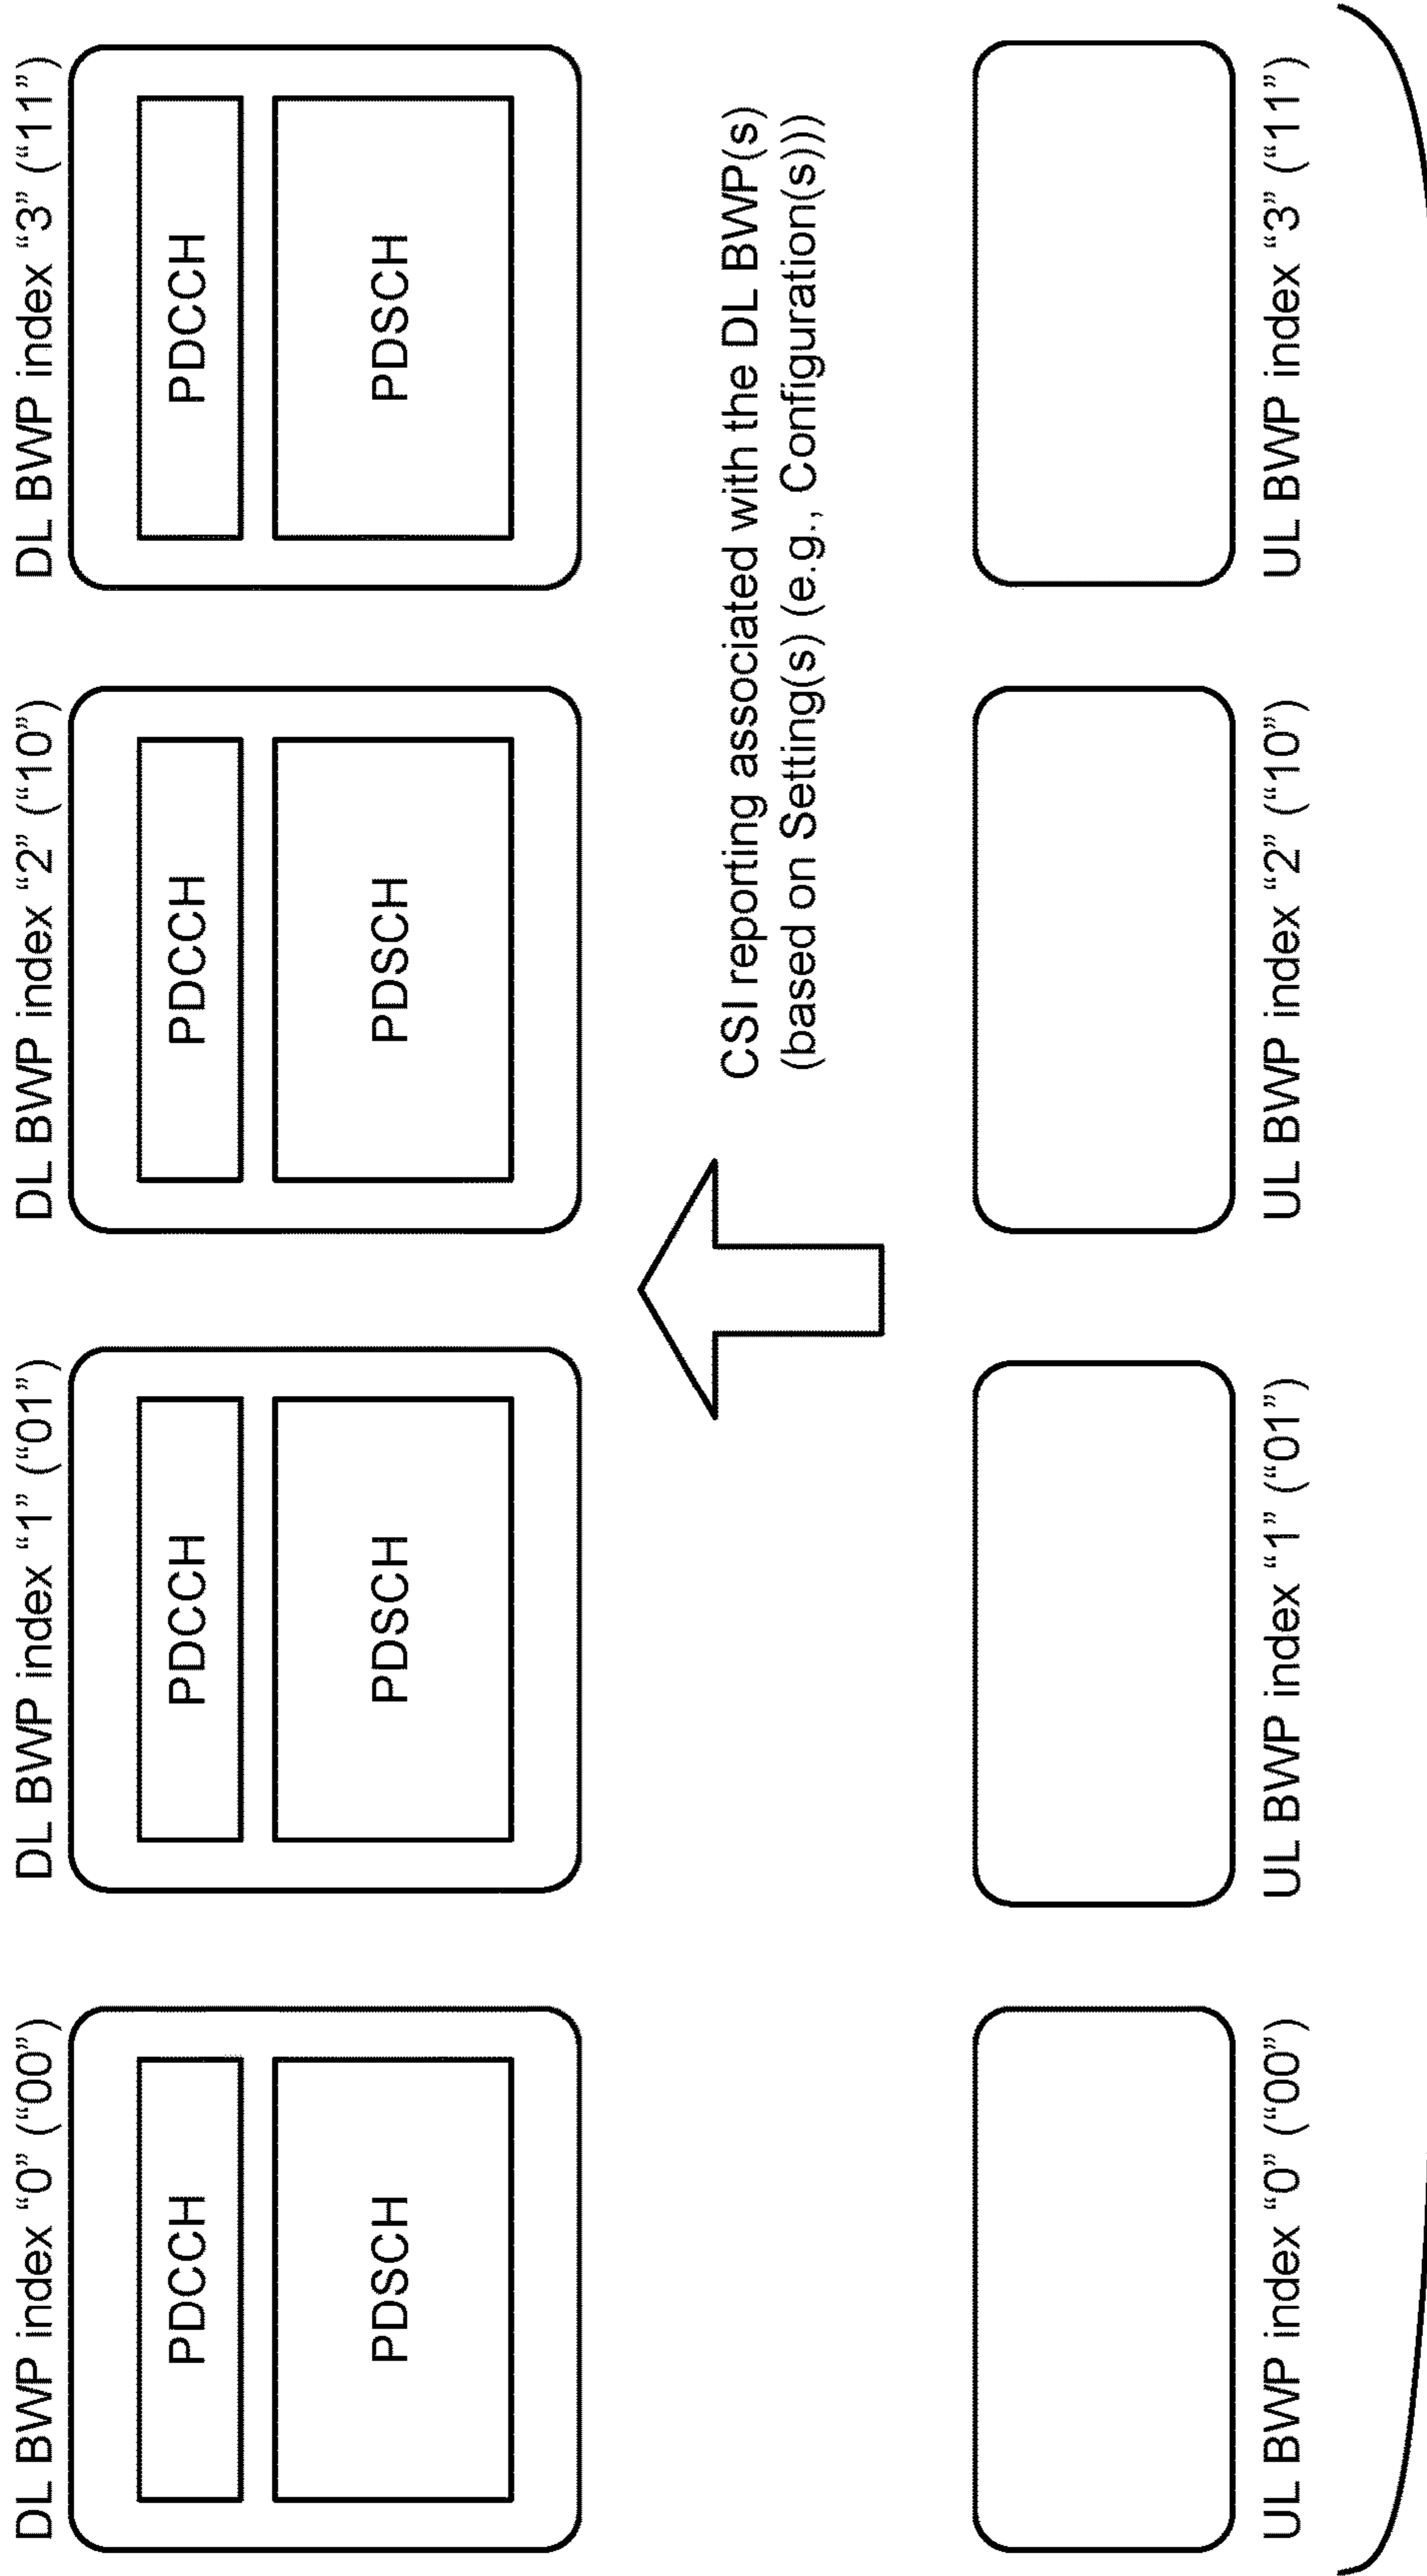 DL BWP index “0” (“00”)
PDCCH
PDSCH
DL BWP index “1” (“01”)
PDCCH
PDSCH
DL BWP index “2” (“10”)
PDCCH
PDSCH
DL BWP index “3” (“11”)
PDCCH
PDSCH
CSI reporting associated with the DL BWP(s)
(based on Setting(s) (e.g., Configuration(s)))
UL BWP index “0” (“00”)
UL BWP index “1” (“01”)
UL BWP index “2” (“10”)
UL BWP index “3” (“11”)